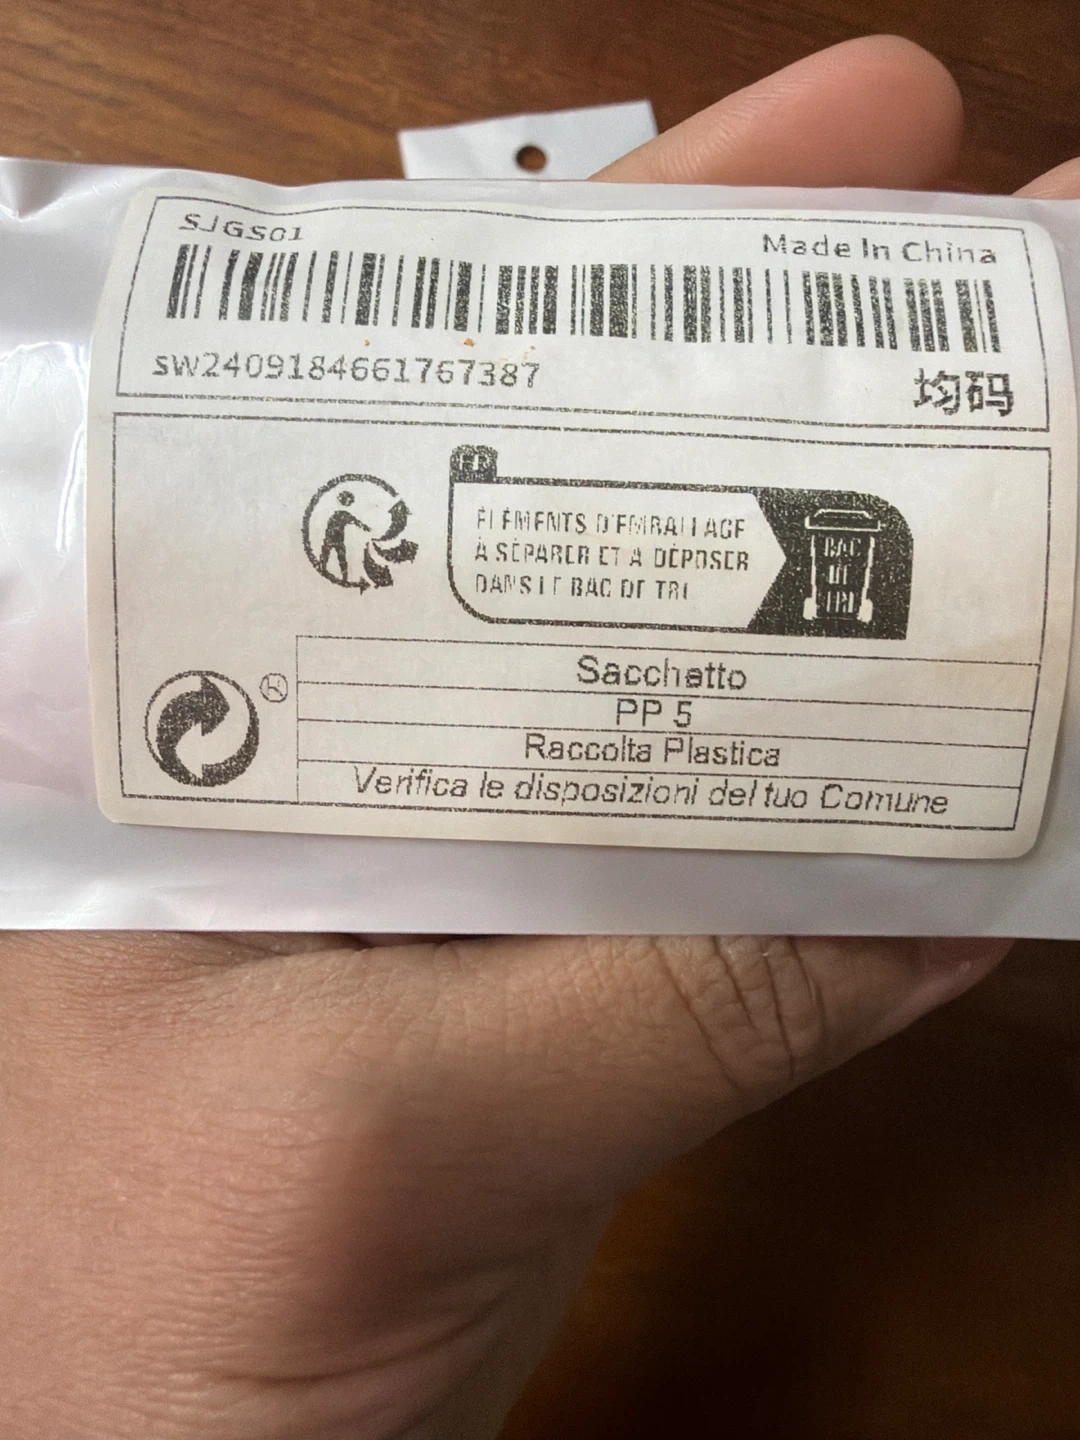 SJGS01
Made In China
sw2409184661767387
均码
FR
ÉLÉMENTS D'EMBALLAGE
À SÉPARER ET À DÉPOSER
DANS LE BAC DE TRI
BAC
DE
TRI
Sacchetto
PP 5
Raccolta Plastica
Verifica le disposizioni del tuo Comune